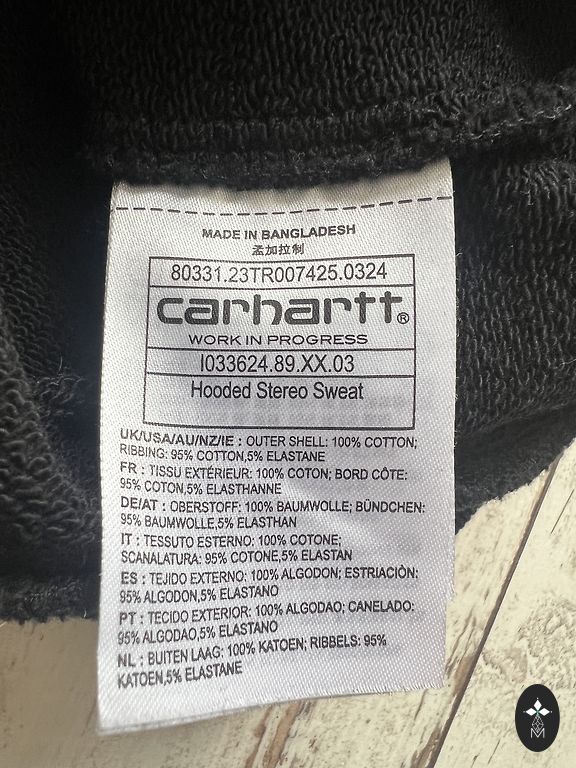 MADE IN BANGLADESH
孟加拉制
80331.23TR007425.0324
carhartt®
WORK IN PROGRESS
I033624.89.XX.03
Hooded Stereo Sweat
UK/USA/AU/NZ/IE : OUTER SHELL: 100% COTTON;
RIBBING: 95% COTTON,5% ELASTANE
FR : TISSU EXTÉRIEUR: 100% COTON; BORD CÔTE:
95% COTON,5% ELASTHANNE
DE/AT : OBERSTOFF: 100% BAUMWOLLE; BÜNDCHEN:
95% BAUMWOLLE,5% ELASTHAN
IT : TESSUTO ESTERNO: 100% COTONE;
SCANALATURA: 95% COTONE,5% ELASTAN
ES : TEJIDO EXTERNO: 100% ALGODON; ESTRIACIÒN:
95% ALGODON,5% ELASTANO
PT : TECIDO EXTERIOR: 100% ALGODAO; CANELADO:
95% ALGODAO,5% ELASTANO
NL : BUITEN LAAG: 100% KATOEN; RIBBELS: 95%
KATOEN,5% ELASTANE